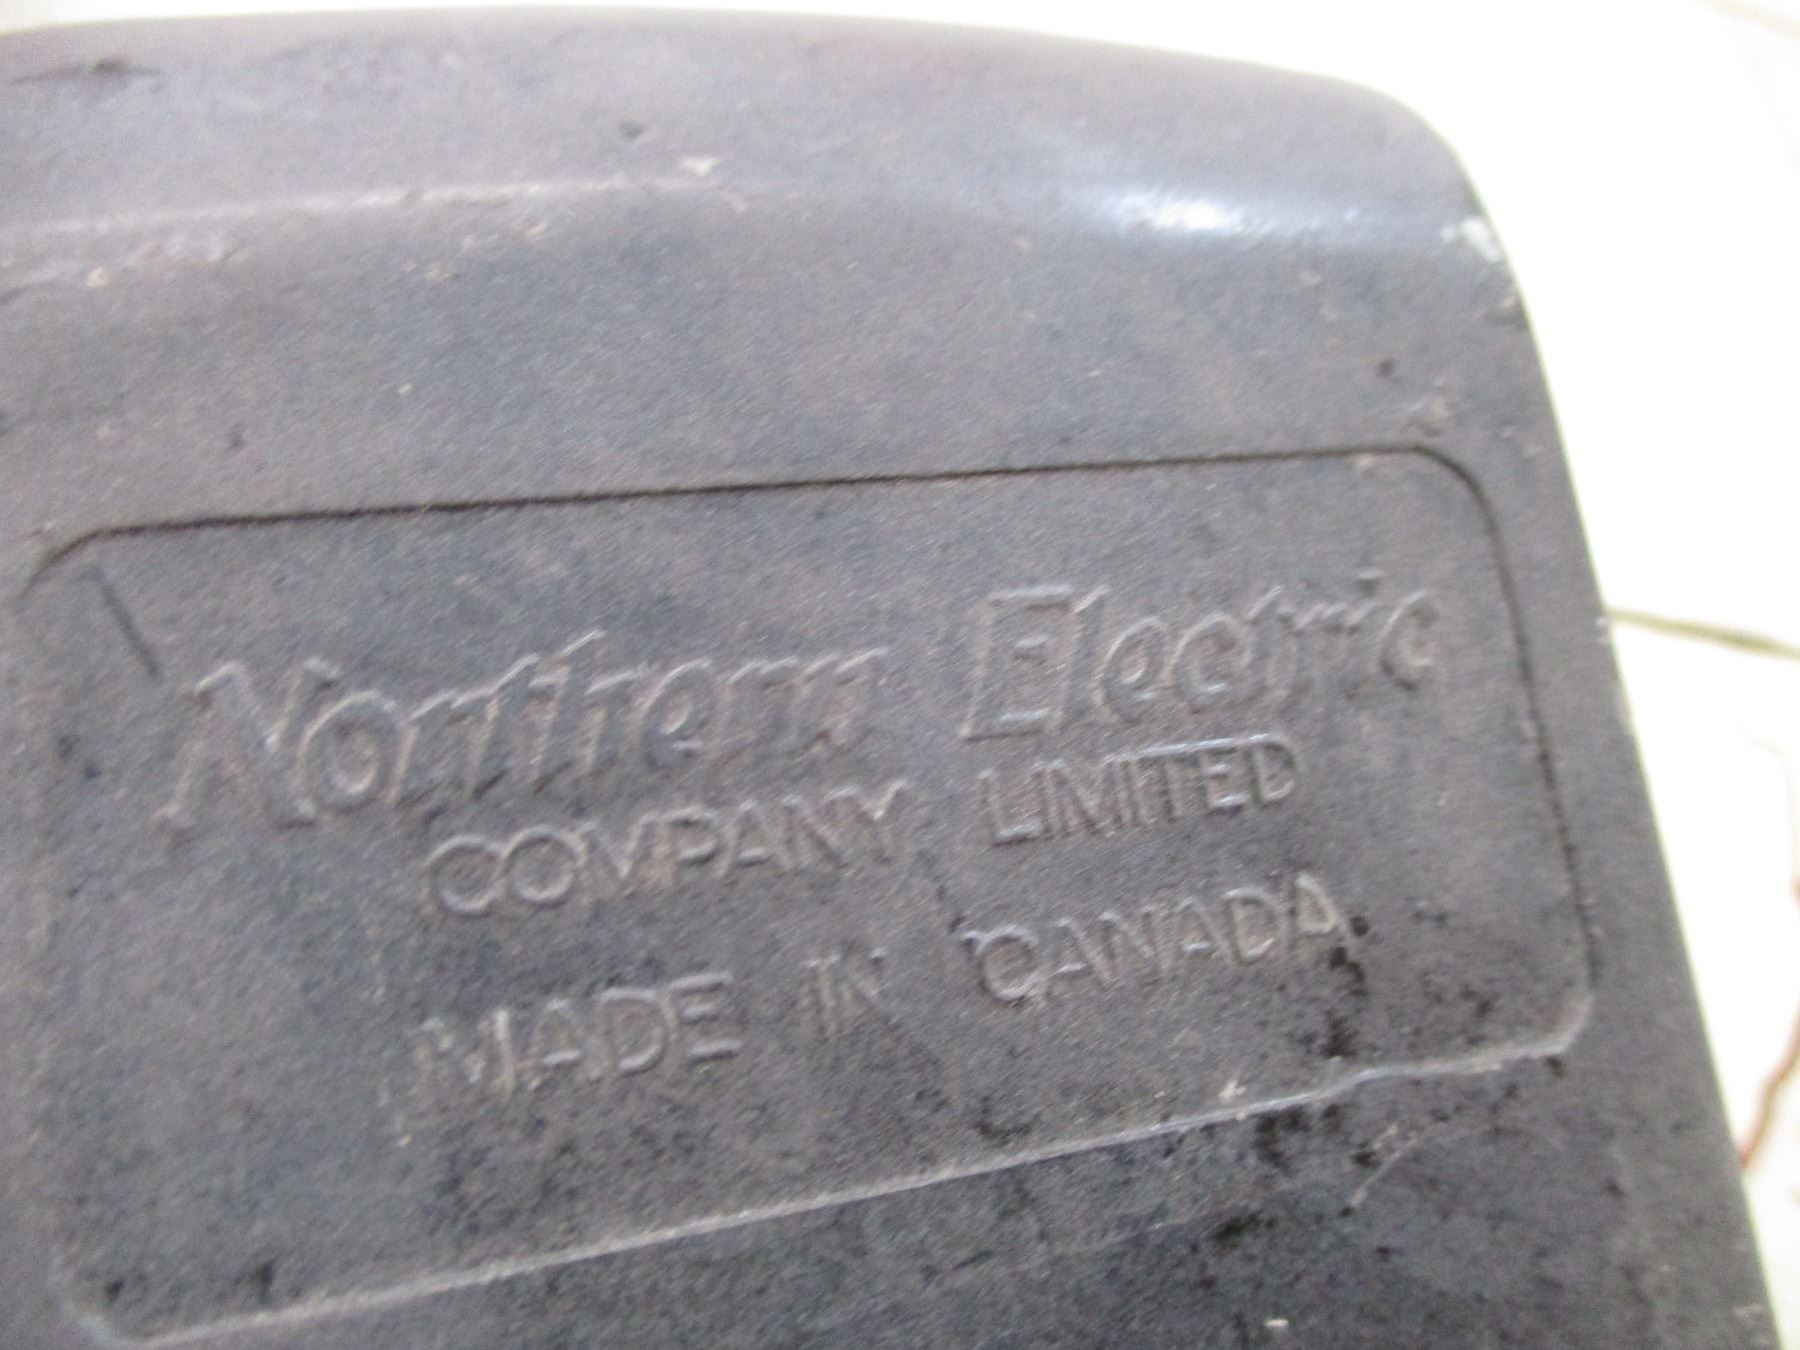 Northern Electric
COMPANY LIMITED
MADE IN CANADA